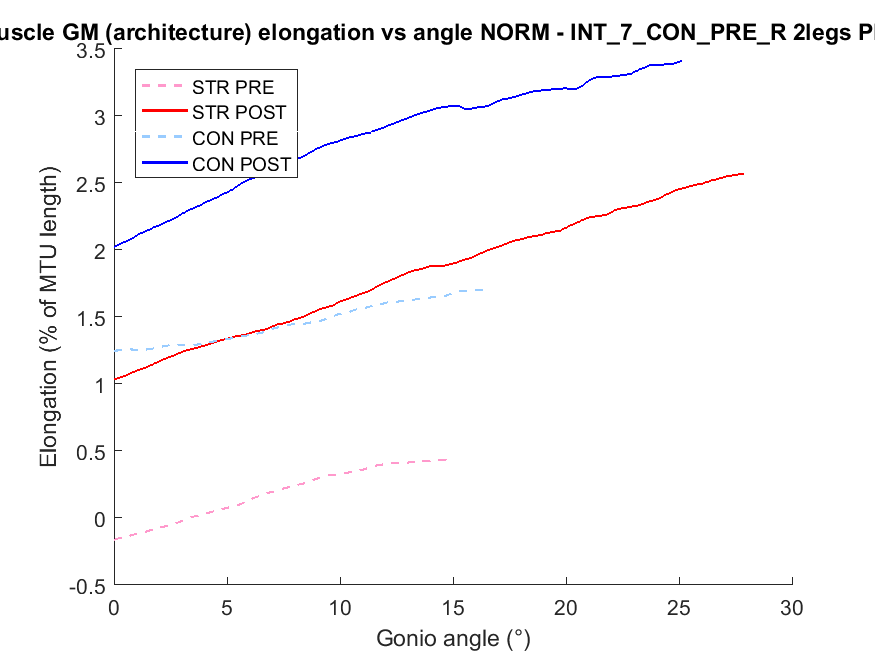 uscle GM (architecture) elongation vs angle NORM - INT_7_CON_PRE_R 2legs P
3.5
3
2.5
2
1.5
1
0.5
0
-0.5
Elongation (% of MTU length)
STR PRE
STR POST
CON PRE
CON POST
0 5 10 15 20 25 30
Gonio angle (°)